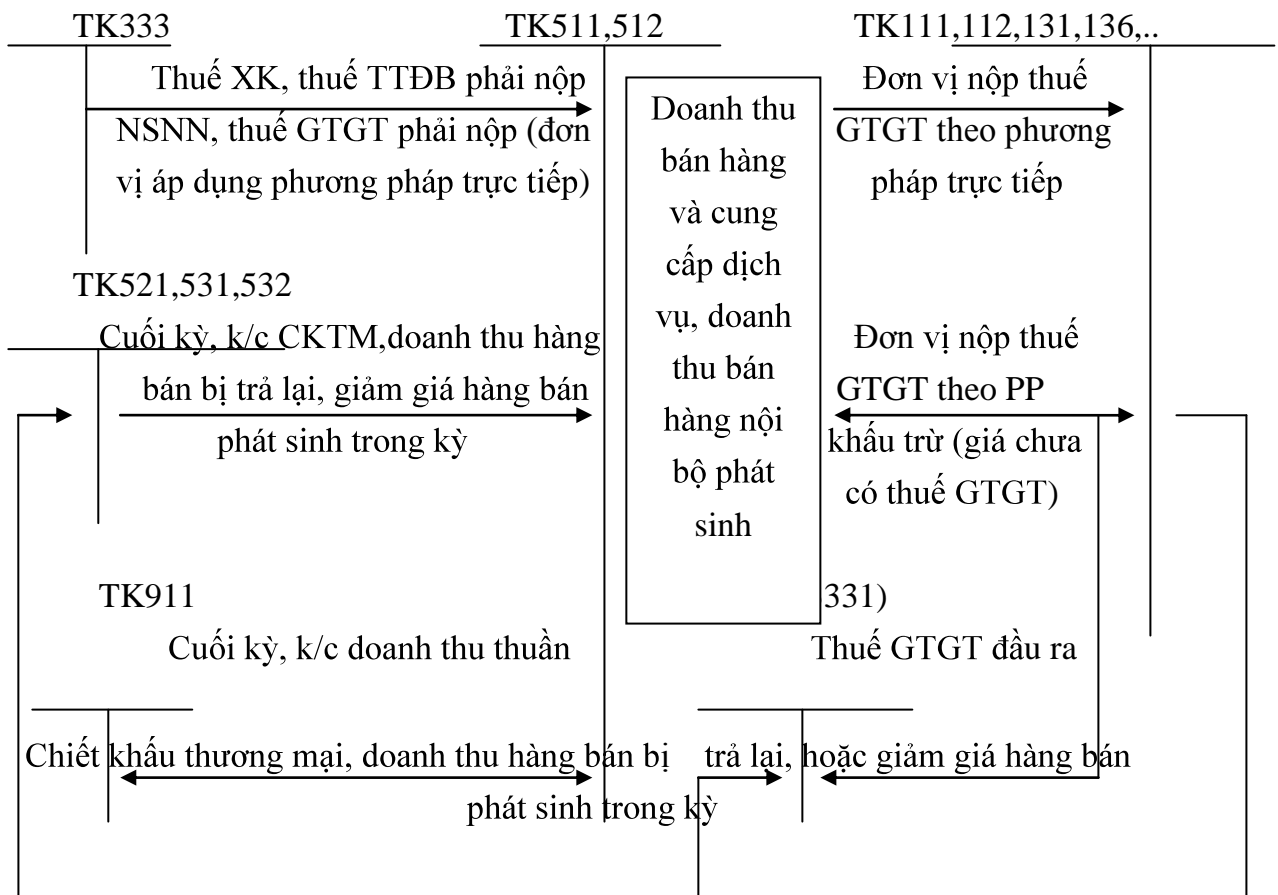 TK333
TK511,512
TK111,112,131,136,..
Thuế XK, thuế TTĐB phải nộp
NSNN, thuế GTGT phải nộp (đơn
vị áp dụng phương pháp trực tiếp)
Doanh thu
bán hàng
và cung
cấp dịch
vụ, doanh
thu bán
hàng nội
bộ phát
sinh
Đơn vị nộp thuế
GTGT theo phương
pháp trực tiếp
TK521,531,532
Cuối kỳ, k/c CKTM,doanh thu hàng
bán bị trả lại, giảm giá hàng bán
phát sinh trong kỳ
Đơn vị nộp thuế
GTGT theo PP
khấu trừ (giá chưa
có thuế GTGT)
TK911
331)
Cuối kỳ, k/c doanh thu thuần
Thuế GTGT đầu ra
Chiết khấu thương mại, doanh thu hàng bán bị trả lại, hoặc giảm giá hàng bán
phát sinh trong kỳ